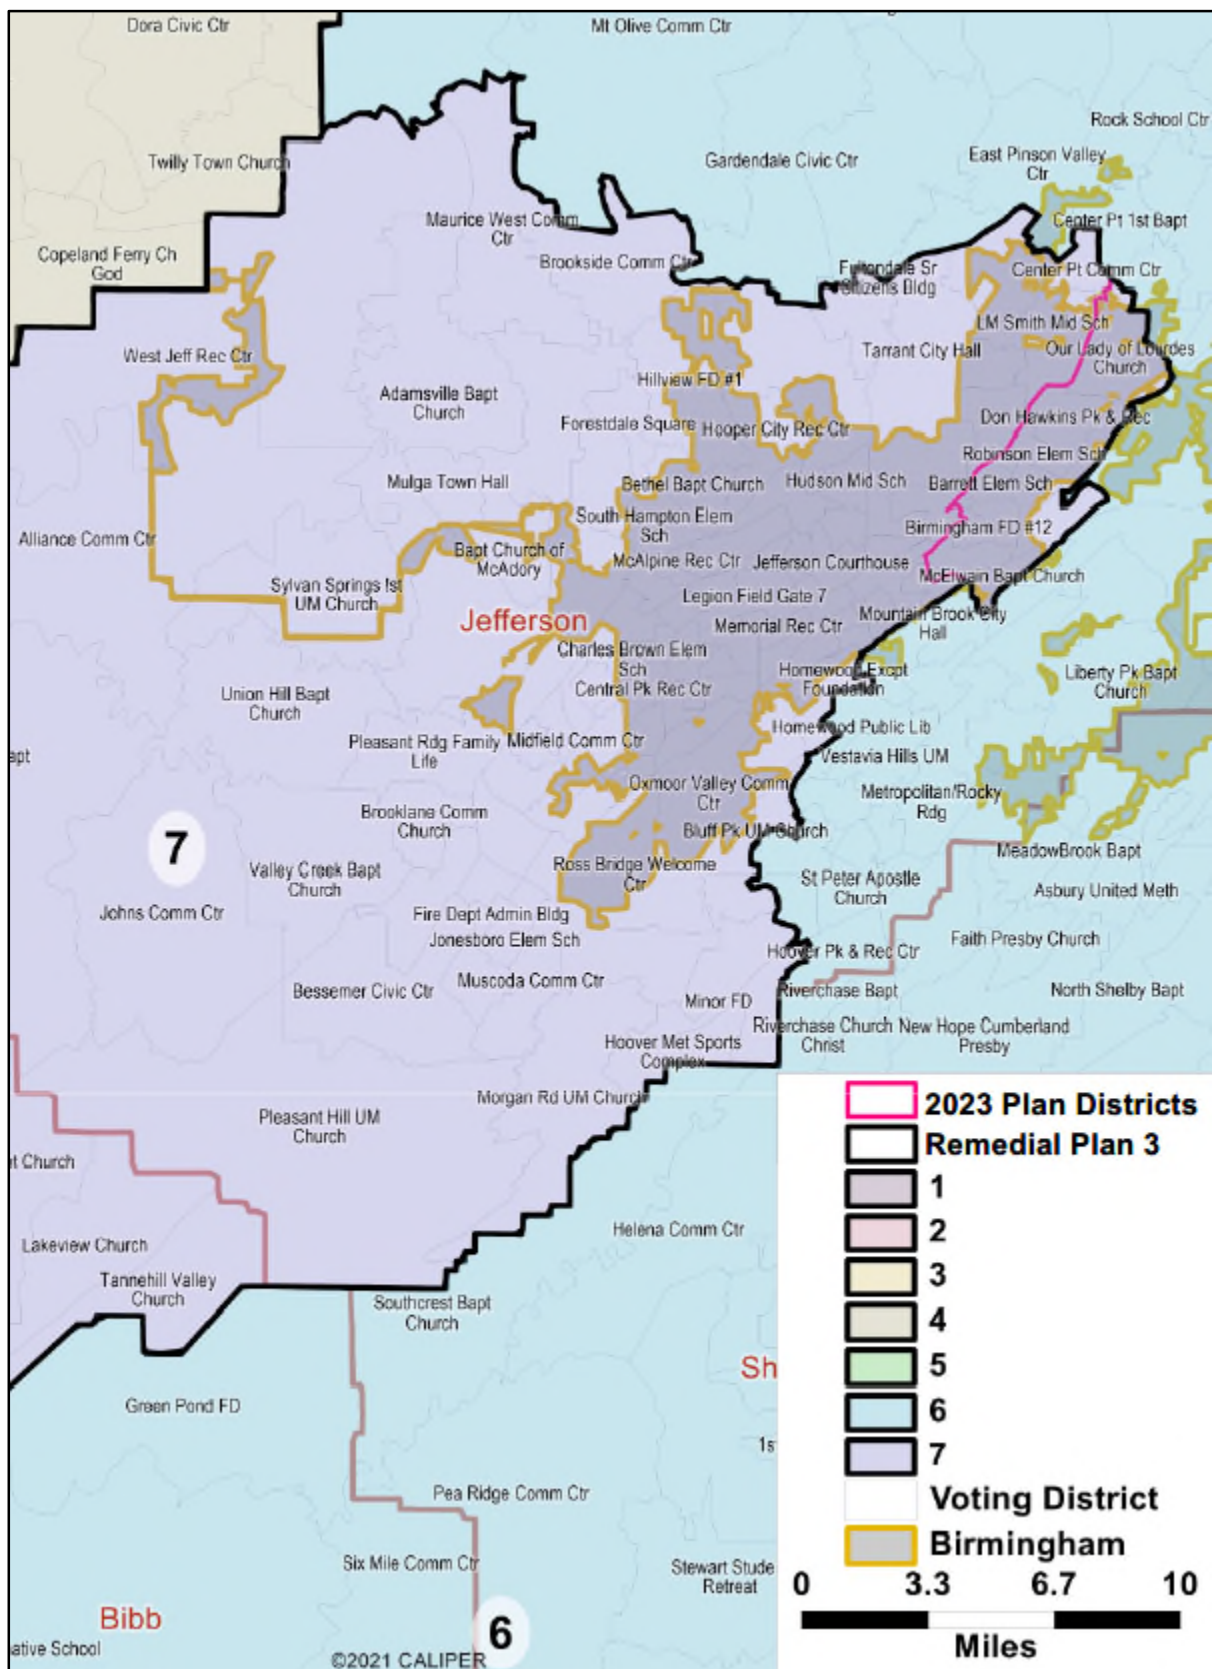 Dora Civic Ctr
Mt Olive Comm Ctr
Rock School Ctr
Twilly Town Church
Gardendale Civic Ctr
East Pinson Valley
Ctr
Maurice West Comm
Ctr
Center Pt 1st Bapt
Copeland Ferry Ch
God
Brookside Comm Ctr
Fultondale Sr
Citizens Bldg
Center Pt Comm Ctr
LM Smith Mid Sch
West Jeff Rec Ctr
Tarrant City Hall
Our Lady of Lourdes
Church
Hillview FD #1
Adamsville Bapt
Church
Forestdale Square
Hooper City Rec Ctr
Don Hawkins Pk & Rec
Robinson Elem Sch
Mulga Town Hall
Bethel Bapt Church
Hudson Mid Sch
Barrett Elem Sch
South Hampton Elem
Sch
Birmingham FD #12
Alliance Comm Ctr
Bapt Church of
McAdory
McAlpine Rec Ctr
Jefferson Courthouse
McElwain Bapt Church
Sylvan Springs Ist
UM Church
Legion Field Gate 7
Jefferson
Memorial Rec Ctr
Mountain Brook City
Hall
Charles Brown Elem
Sch
Homewood Excpt
Foundation
Liberty Pk Bapt
Church
Union Hill Bapt
Church
Central Pk Rec Ctr
Homewood Public Lib
Pleasant Rdg Family
Life
Midfield Comm Ctr
apt
Vestavia Hills UM
Oxmoor Valley Comm
Ctr
Metropolitan/Rocky
Rdg
Brooklane Comm
Church
Bluff Pk UM Church
7
MeadowBrook Bapt
Valley Creek Bapt
Church
Ross Bridge Welcome
Ctr
St Peter Apostle
Church
Asbury United Meth
Johns Comm Ctr
Fire Dept Admin Bldg
Jonesboro Elem Sch
Faith Presby Church
Hoover Pk & Rec Ctr
Bessemer Civic Ctr
Muscoda Comm Ctr
Minor FD
Riverchase Bapt
North Shelby Bapt
Riverchase Church
Christ
New Hope Cumberland
Presby
Hoover Met Sports
Complex
Morgan Rd UM Church
Pleasant Hill UM
Church
nt Church
Lakeview Church
Helena Comm Ctr
Tannehill Valley
Church
Southcrest Bapt
Church
Sh
Green Pond FD
1s
Pea Ridge Comm Ctr
Six Mile Comm Ctr
Stewart Stude
Retreat
Bibb
6
ative School
©2021 CALIPER
2023 Plan Districts
Remedial Plan 3
1
2
3
4
5
6
7
Voting District
Birmingham
0 3.3 6.7 10
Miles